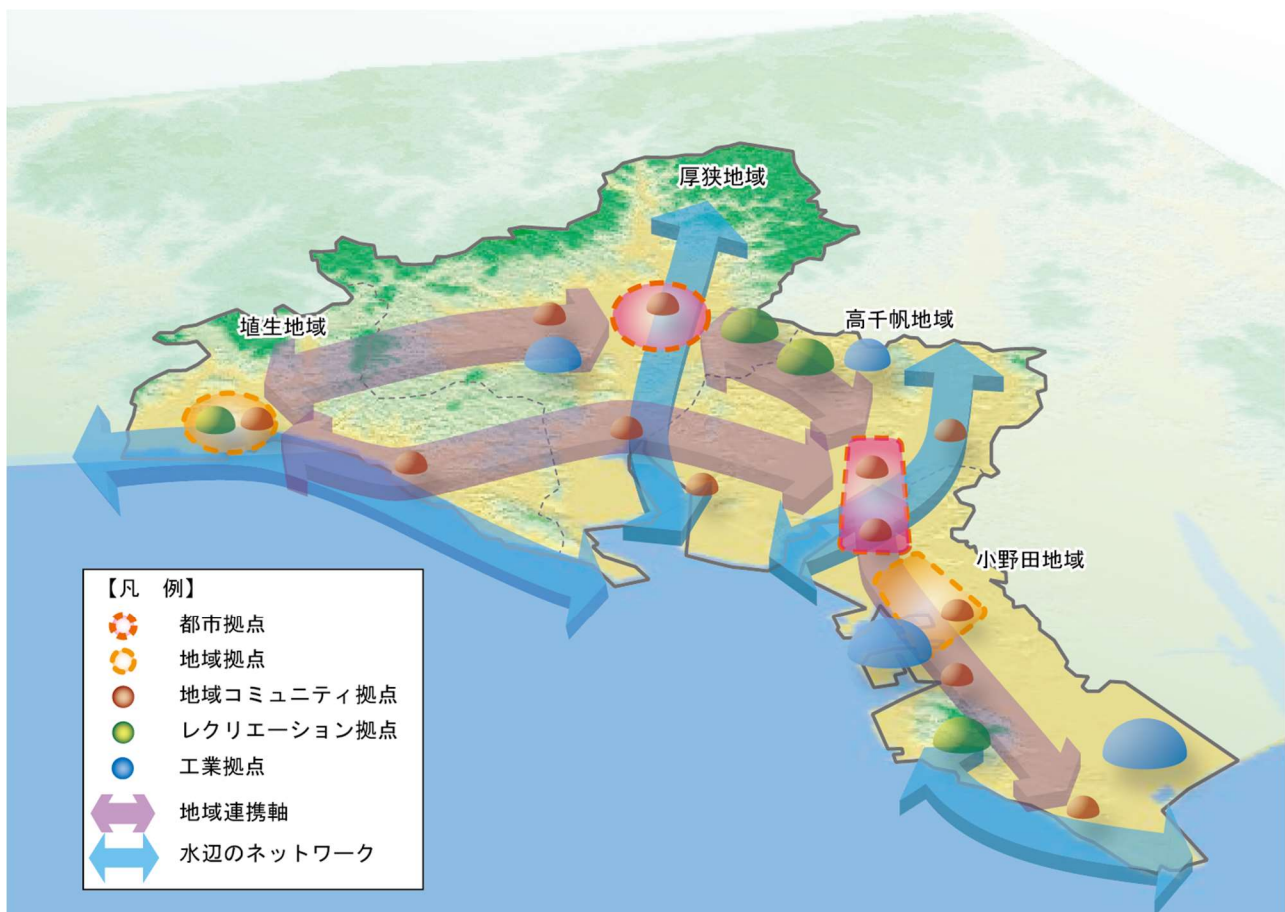 厚狭地域
埴生地域
高千帆地域
小野田地域
【凡　例】
都市拠点
地域拠点
地域コミュニティ拠点
レクリエーション拠点
工業拠点
地域連携軸
水辺のネットワーク